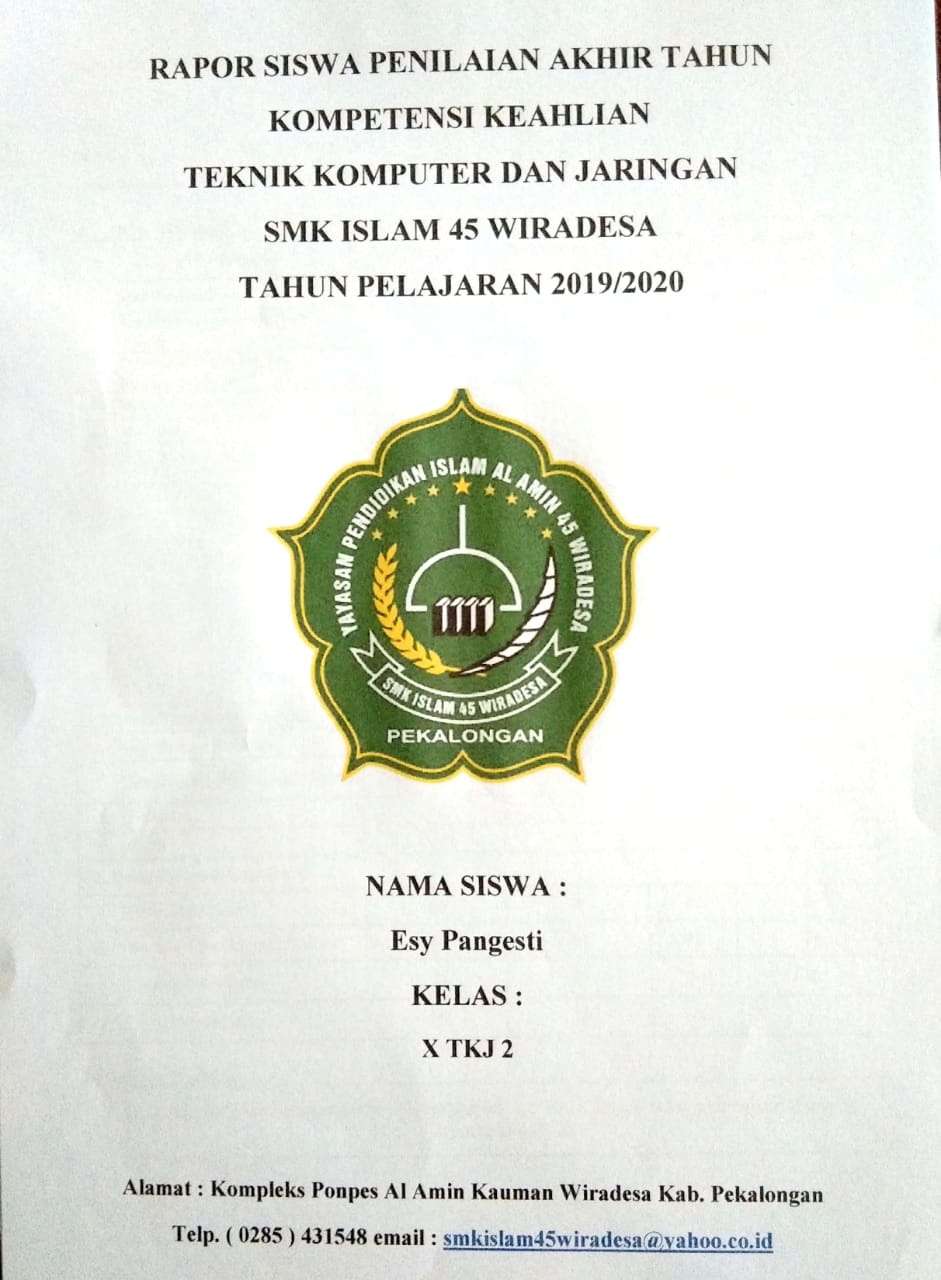 RAPOR SISWA PENILAIAN AKHIR TAHUN
KOMPETENSI KEAHLIAN
TEKNIK KOMPUTER DAN JARINGAN
SMK ISLAM 45 WIRADESA
TAHUN PELAJARAN 2019/2020
YAYASAN PENDIDIKAN ISLAM AL AMIN 45 WIRADESA
SMK ISLAM 45 WIRADESA
PEKALONGAN
NAMA SISWA :
Esy Pangesti
KELAS :
X TKJ 2
Alamat : Kompleks Ponpes Al Amin Kauman Wiradesa Kab. Pekalongan
Telp. ( 0285 ) 431548 email : smkislam45wiradesa@yahoo.co.id